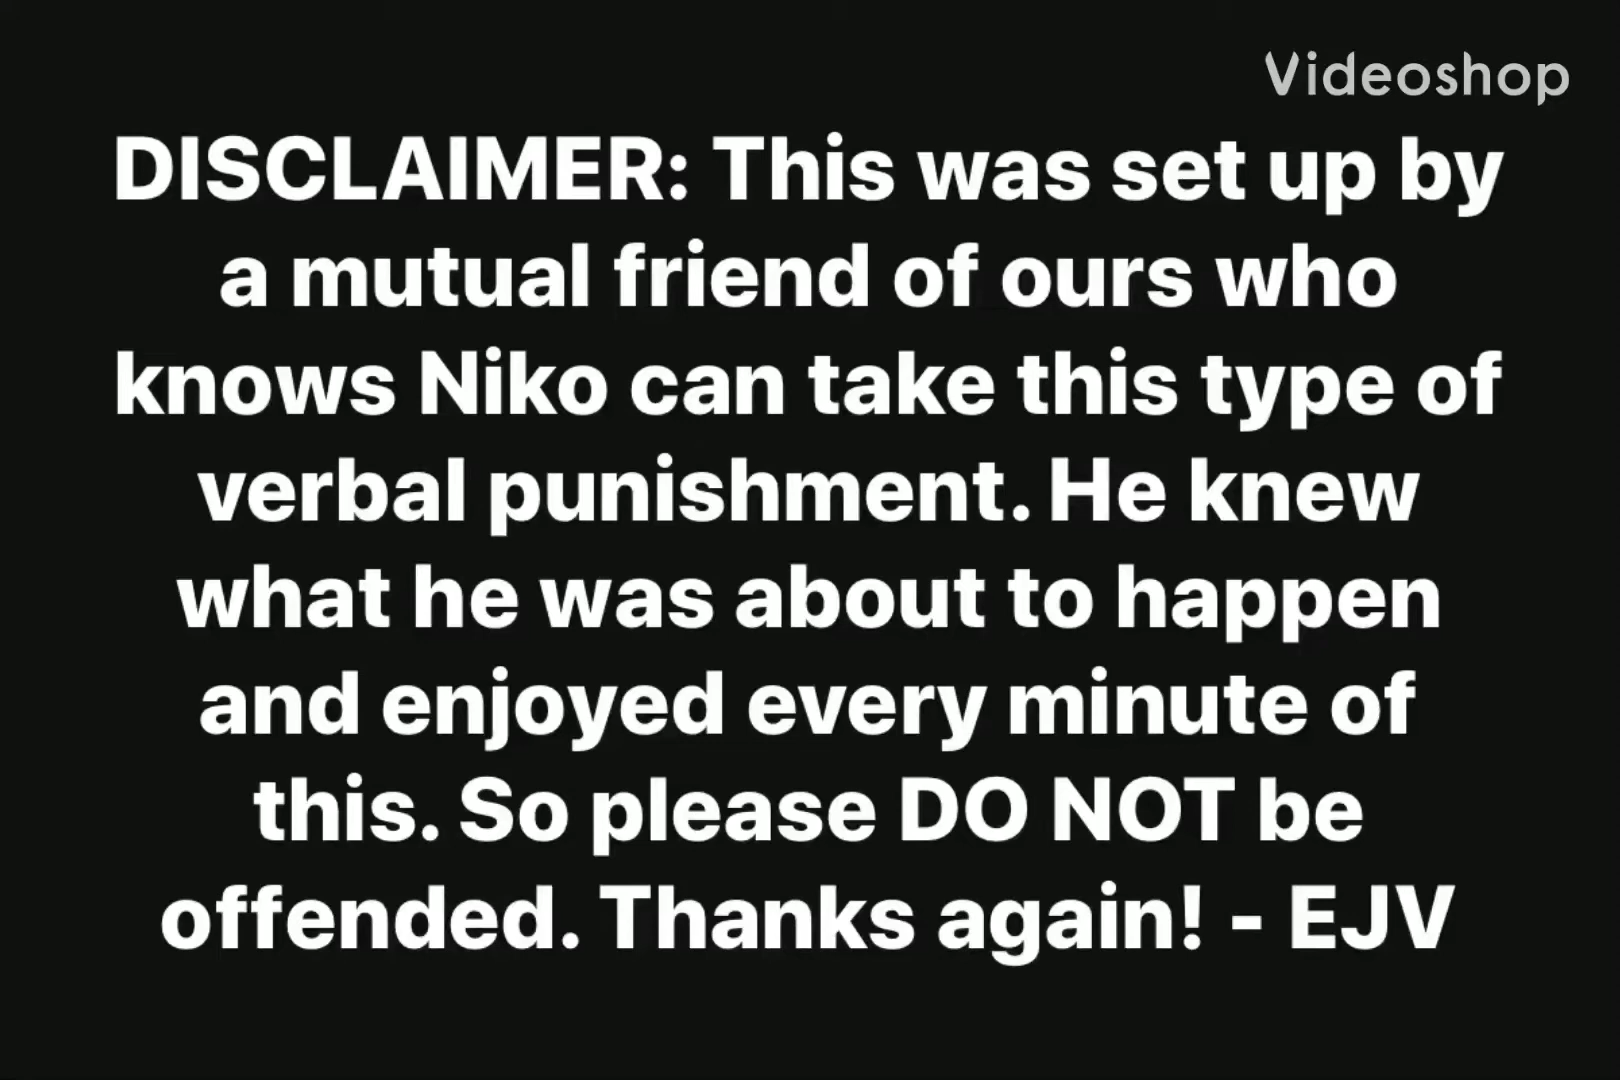 Videoshop
DISCLAIMER: This was set up by
a mutual friend of ours who
knows Niko can take this type of
verbal punishment. He knew
what he was about to happen
and enjoyed every minute of
this. So please DO NOT be
offended. Thanks again! - EJV